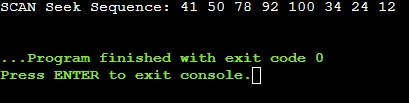 SCAN Seek Sequence: 41 50 78 92 100 34 24 12
...Program finished with exit code 0
Press ENTER to exit console.